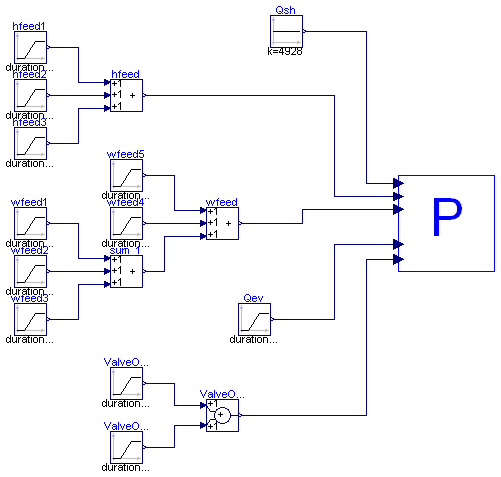 Qsh
k=4928
hfeed1
duration...
hfeed2
duration...
hfeed3
duration...
hfeed
+1
+1
+1
+
wfeed5
duration...
wfeed4
duration...
wfeed
+1
+1
+1
+
wfeed1
duration...
wfeed2
duration...
wfeed3
duration...
sum_1
+1
+1
+1
+
P
Qev
duration...
ValveO...
duration...
ValveO...
duration...
ValveO...
+1
+1
+